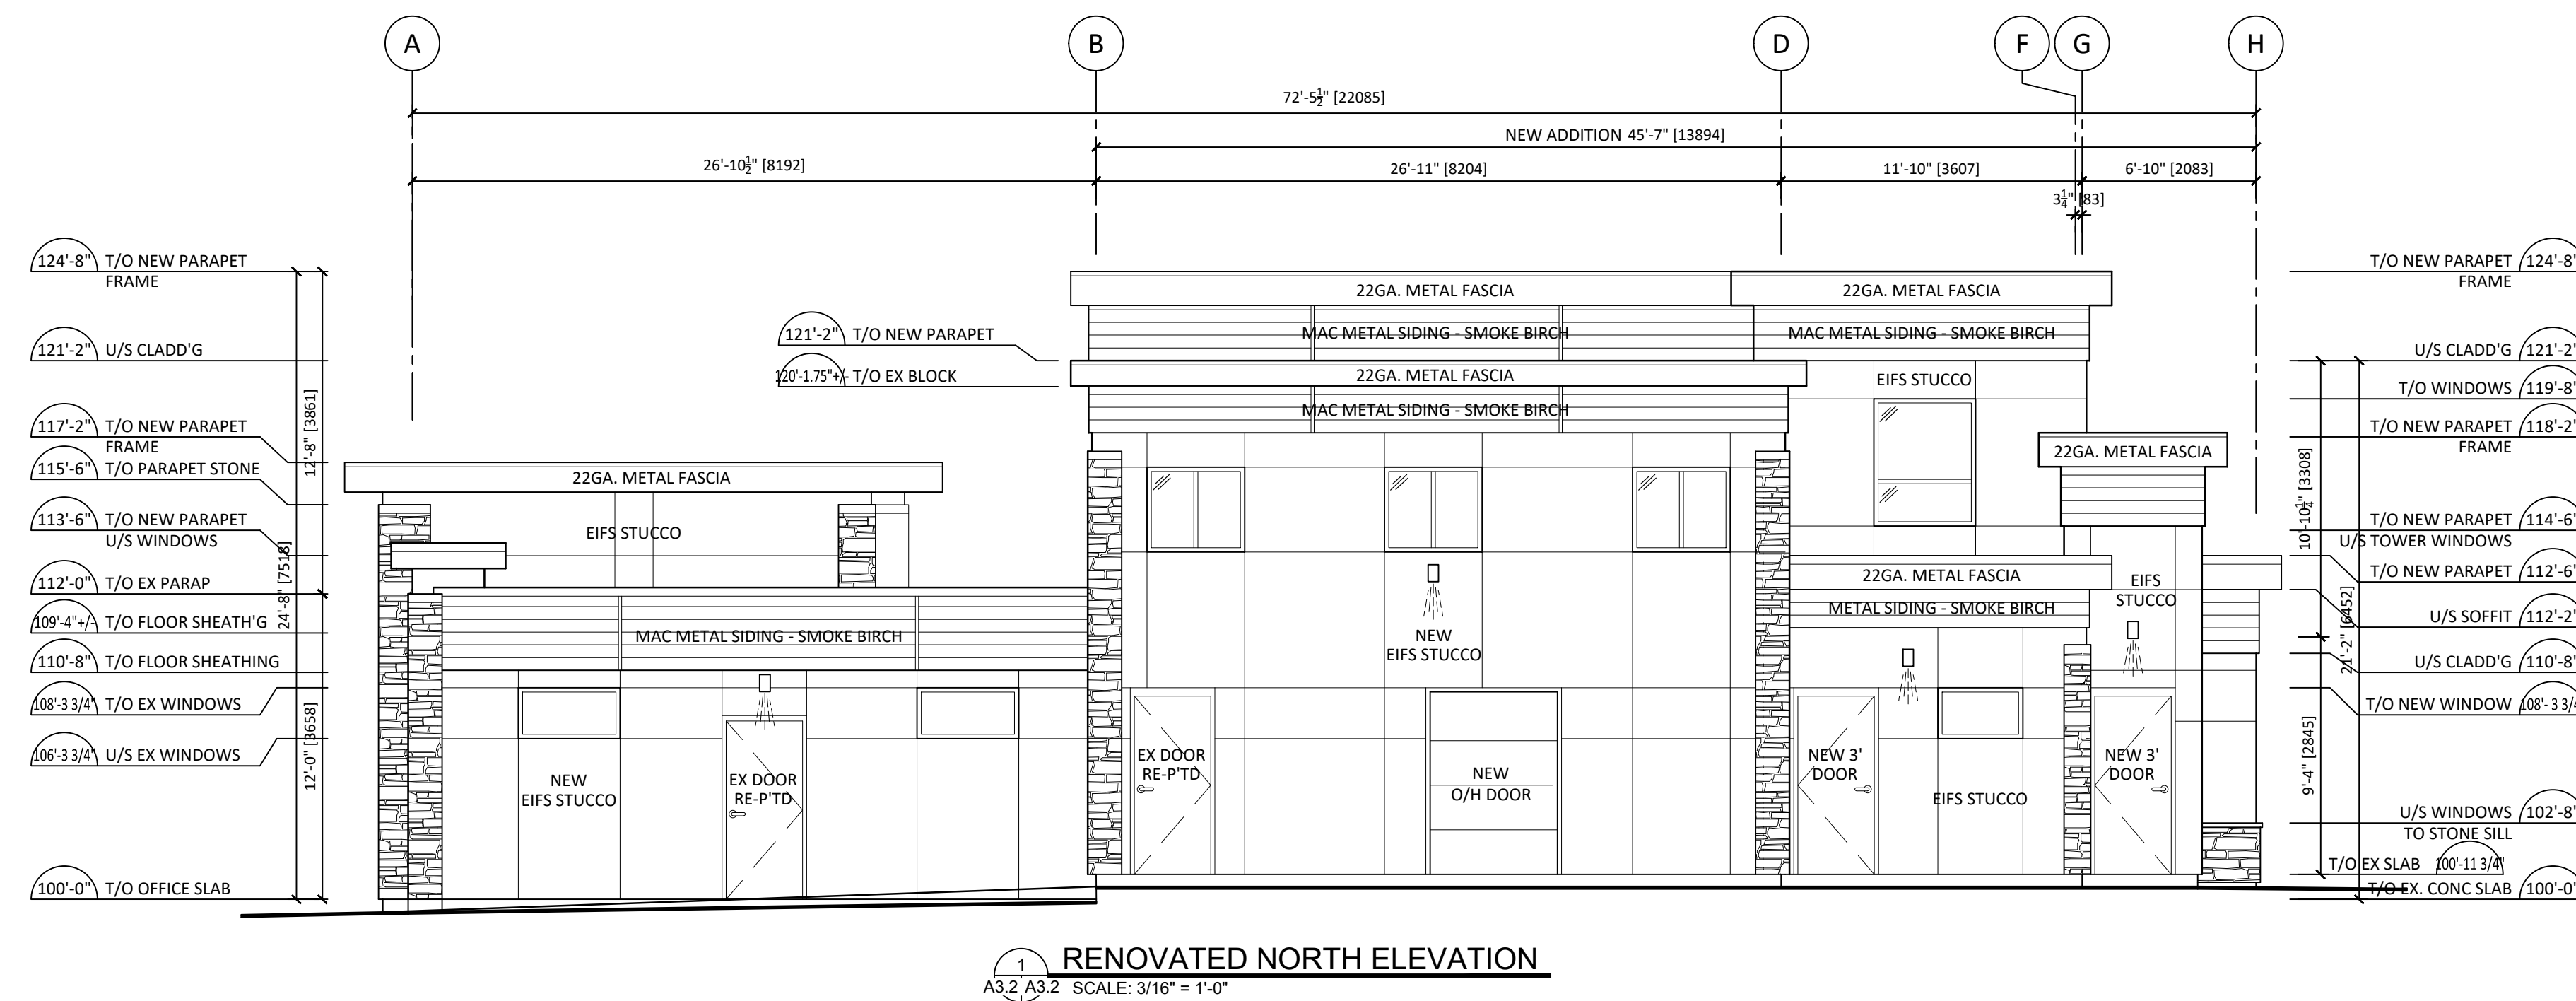 A
B
D
F
G
H
72'-5 1/2" [22085]
NEW ADDITION 45'-7" [13894]
26'-10 1/2" [8192]
26'-11" [8204]
11'-10" [3607]
6'-10" [2083]
3 1/4" [83]
124'-8" T/O NEW PARAPET
FRAME
121'-2" U/S CLADD'G
117'-2" T/O NEW PARAPET
FRAME
115'-6" T/O PARAPET STONE
113'-6" T/O NEW PARAPET
U/S WINDOWS
112'-0" T/O EX PARAP
109'-4"+/- T/O FLOOR SHEATH'G
110'-8" T/O FLOOR SHEATHING
108'-3 3/4" T/O EX WINDOWS
106'-3 3/4" U/S EX WINDOWS
100'-0" T/O OFFICE SLAB
12'-8" [3861]
24'-8" [7518]
12'-0" [3658]
121'-2" T/O NEW PARAPET
120'-1.75"+/- T/O EX BLOCK
22GA. METAL FASCIA
22GA. METAL FASCIA
MAC METAL SIDING - SMOKE BIRCH
MAC METAL SIDING - SMOKE BIRCH
22GA. METAL FASCIA
EIFS STUCCO
MAC METAL SIDING - SMOKE BIRCH
22GA. METAL FASCIA
22GA. METAL FASCIA
EIFS STUCCO
22GA. METAL FASCIA
EIFS
STUCCO
METAL SIDING - SMOKE BIRCH
MAC METAL SIDING - SMOKE BIRCH
NEW
EIFS STUCCO
NEW
EIFS STUCCO
EX DOOR
RE-P'TD
EX DOOR
RE-P'TD
NEW
O/H DOOR
NEW 3'
DOOR
EIFS STUCCO
NEW 3'
DOOR
T/O NEW PARAPET 124'-8"
FRAME
U/S CLADD'G 121'-2"
T/O WINDOWS 119'-8"
T/O NEW PARAPET 118'-2"
FRAME
T/O NEW PARAPET 114'-6"
U/S TOWER WINDOWS
T/O NEW PARAPET 112'-6"
U/S SOFFIT 112'-2"
U/S CLADD'G 110'-8"
T/O NEW WINDOW 108'- 3 3/4
U/S WINDOWS 102'-8"
TO STONE SILL
T/O EX SLAB 100'-11 3/4"
T/O EX. CONC SLAB 100'-0"
10'-10 1/4" [3308]
21'-2" [6452]
9'-4" [2845]
1
A3.2 A3.2
RENOVATED NORTH ELEVATION
SCALE: 3/16" = 1'-0"